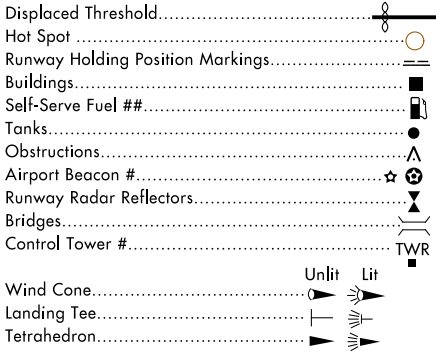 Displaced Threshold
Hot Spot
Runway Holding Position Markings
Buildings
Self-Serve Fuel ##
Tanks
Obstructions
Airport Beacon #
Runway Radar Reflectors
Bridges
Control Tower # TWR
Unlit Lit
Wind Cone
Landing Tee
Tetrahedron